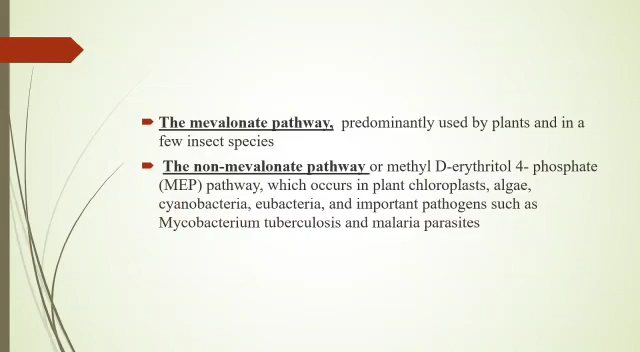 The mevalonate pathway, predominantly used by plants and in a
few insect species
The non-mevalonate pathway or methyl D-erythritol 4- phosphate
(MEP) pathway, which occurs in plant chloroplasts, algae,
cyanobacteria, eubacteria, and important pathogens such as
Mycobacterium tuberculosis and malaria parasites